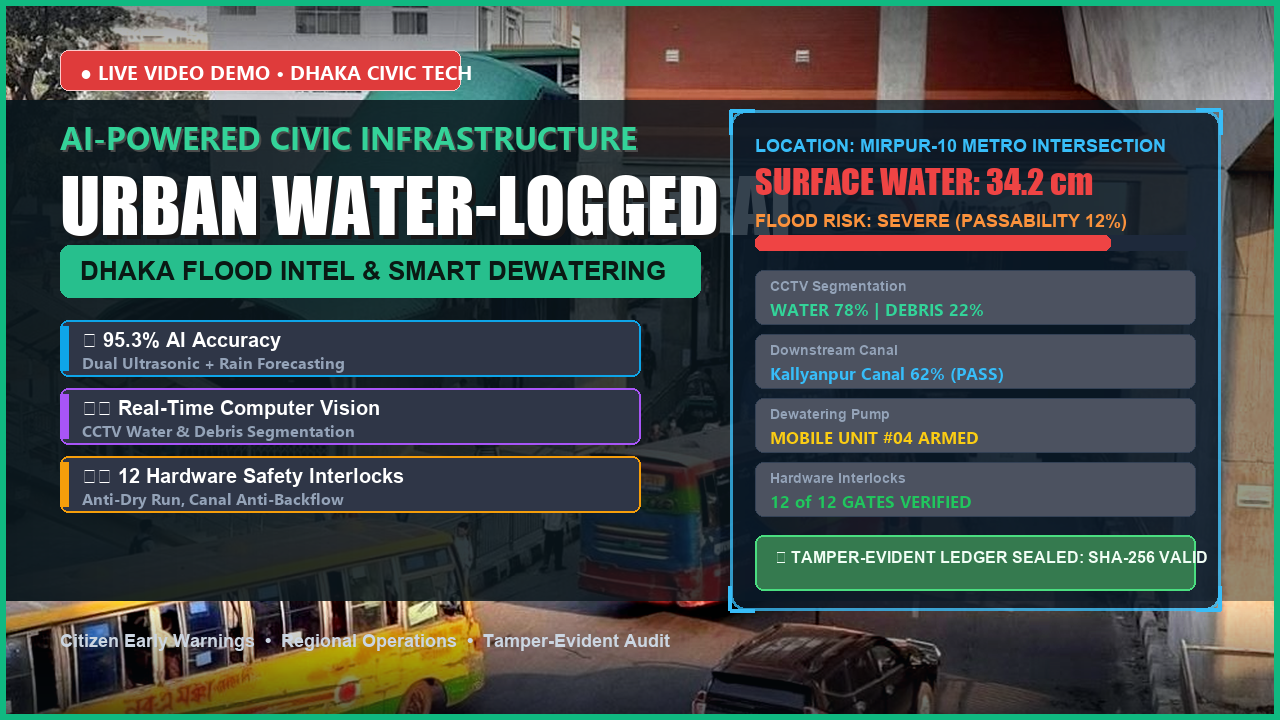 ● LIVE VIDEO DEMO • DHAKA CIVIC TECH
AI-POWERED CIVIC INFRASTRUCTURE
URBAN WATER-LOGGED AI
DHAKA FLOOD INTEL & SMART DEWATERING
95.3% AI Accuracy
Dual Ultrasonic + Rain Forecasting
Real-Time Computer Vision
CCTV Water & Debris Segmentation
12 Hardware Safety Interlocks
Anti-Dry Run, Canal Anti-Backflow
LOCATION: MIRPUR-10 METRO INTERSECTION
SURFACE WATER: 34.2 cm
FLOOD RISK: SEVERE (PASSABILITY 12%)
CCTV Segmentation
WATER 78% | DEBRIS 22%
Downstream Canal
Kallyanpur Canal 62% (PASS)
Dewatering Pump
MOBILE UNIT #04 ARMED
Hardware Interlocks
12 of 12 GATES VERIFIED
TAMPER-EVIDENT LEDGER SEALED: SHA-256 VALID
Citizen Early Warnings • Regional Operations • Tamper-Evident Audit